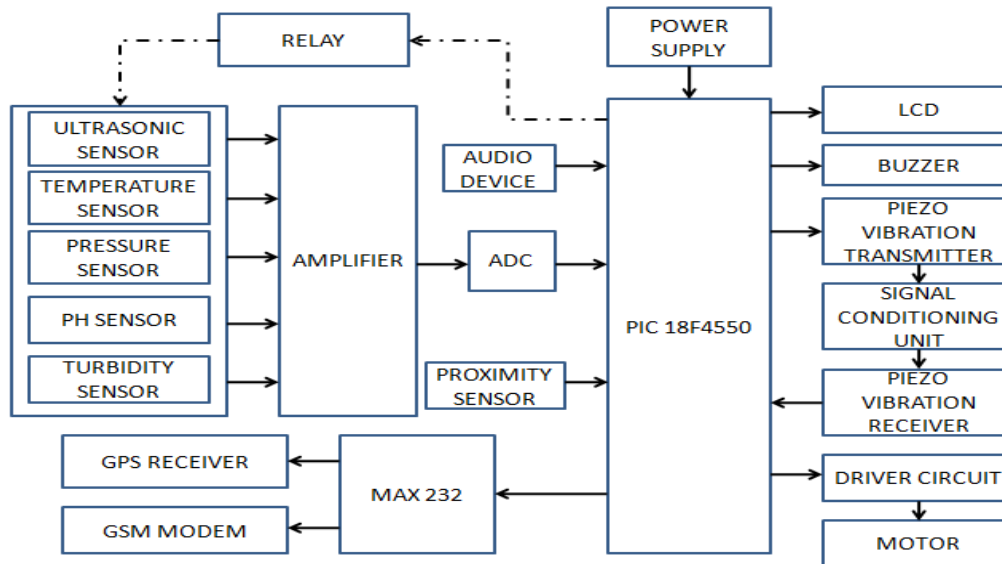 RELAY
POWER
SUPPLY
ULTRASONIC
SENSOR
TEMPERATURE
SENSOR
PRESSURE
SENSOR
PH SENSOR
TURBIDITY
SENSOR
AMPLIFIER
AUDIO
DEVICE
ADC
PROXIMITY
SENSOR
PIC 18F4550
LCD
BUZZER
PIEZO
VIBRATION
TRANSMITTER
SIGNAL
CONDITIONING
UNIT
PIEZO
VIBRATION
RECEIVER
DRIVER CIRCUIT
MOTOR
GPS RECEIVER
GSM MODEM
MAX 232